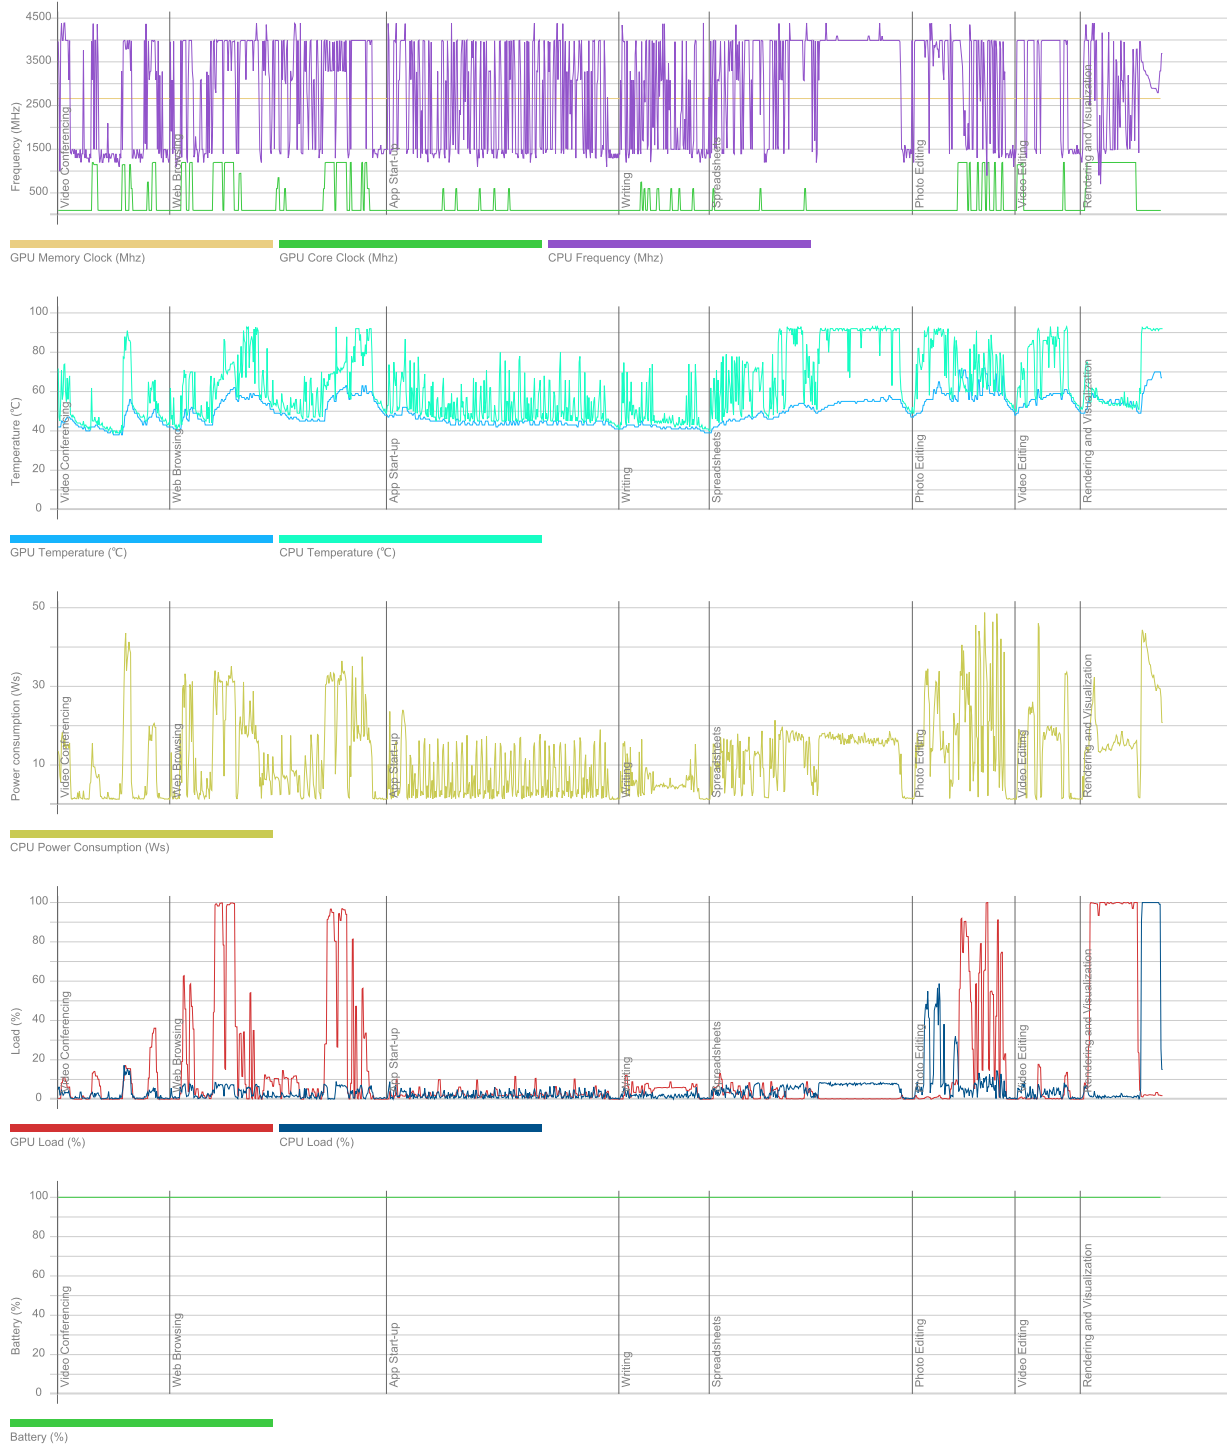 Frequency (MHz)
4500
3500
2500
1500
500
Video Conferencing
Web Browsing
App Start-up
Writing
Spreadsheets
Photo Editing
Video Editing
Rendering and Visualization
GPU Memory Clock (Mhz)
GPU Core Clock (Mhz)
CPU Frequency (Mhz)
Temperature (℃)
100
80
60
40
20
0
Video Conferencing
Web Browsing
App Start-up
Writing
Spreadsheets
Photo Editing
Video Editing
Rendering and Visualization
GPU Temperature (℃)
CPU Temperature (℃)
Power consumption (Ws)
50
30
10
Video Conferencing
Web Browsing
App Start-up
Writing
Spreadsheets
Photo Editing
Video Editing
Rendering and Visualization
CPU Power Consumption (Ws)
Load (%)
100
80
60
40
20
0
Video Conferencing
Web Browsing
App Start-up
Writing
Spreadsheets
Photo Editing
Video Editing
Rendering and Visualization
GPU Load (%)
CPU Load (%)
Battery (%)
100
80
60
40
20
0
Video Conferencing
Web Browsing
App Start-up
Writing
Spreadsheets
Photo Editing
Video Editing
Rendering and Visualization
Battery (%)